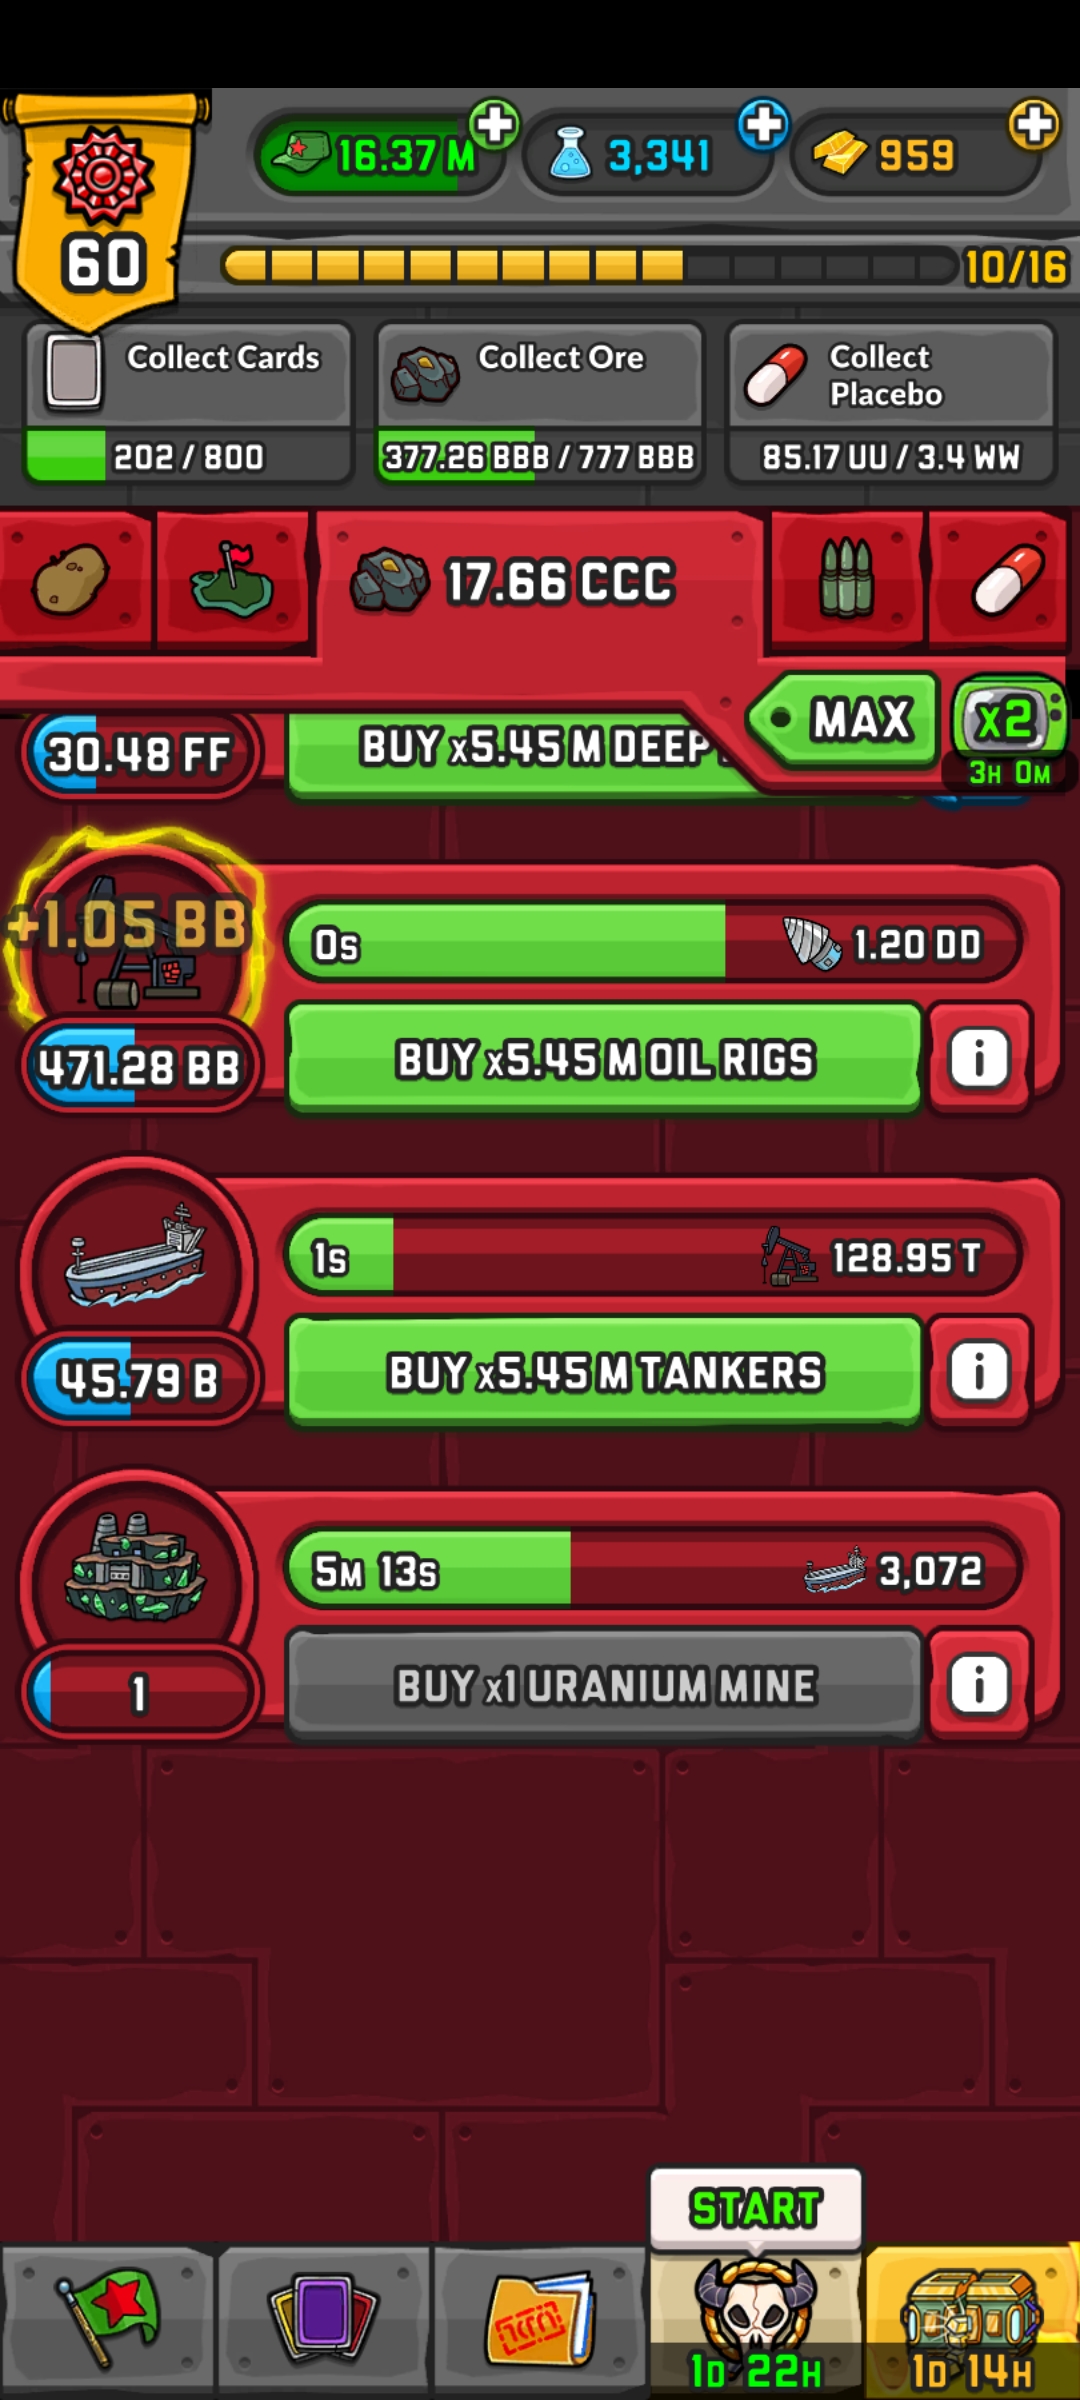 16.37 M
3,341
959
60
10/16
Collect Cards
Collect Ore
Collect
Placebo
202 / 800
377.26 BBB / 777 BBB
85.17 UU / 3.4 WW
17.66 CCC
MAX
x2
3H 0M
30.48 FF
BUY x5.45 M DEEP
+1.05 BB
0s
1.20 DD
471.28 BB
BUY x5.45 M OIL RIGS
i
1s
128.95 T
45.79 B
BUY x5.45 M TANKERS
i
5M 13s
3,072
1
BUY x1 URANIUM MINE
i
START
1D 22H
1D 14H